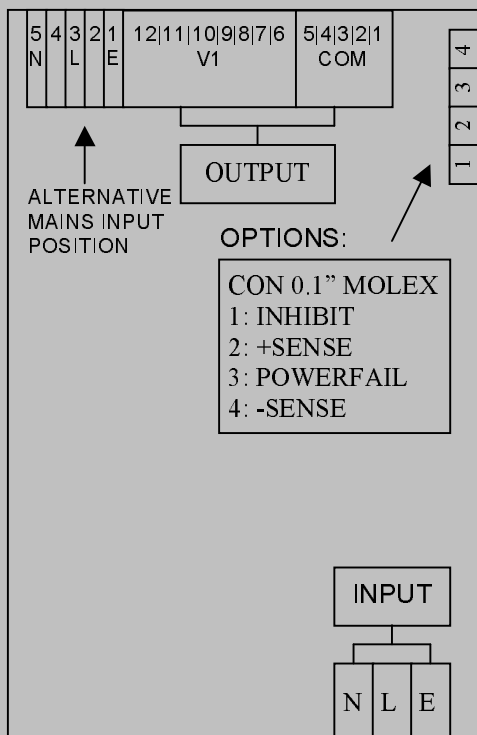 5 4 3 2 1 12|11|10|9|8|7|6 5|4|3|2|1
N L E V1 COM
4
3
2
1
OUTPUT
ALTERNATIVE
MAINS INPUT
POSITION
OPTIONS:
CON 0.1” MOLEX
1: INHIBIT
2: +SENSE
3: POWERFAIL
4: -SENSE
INPUT
N L E